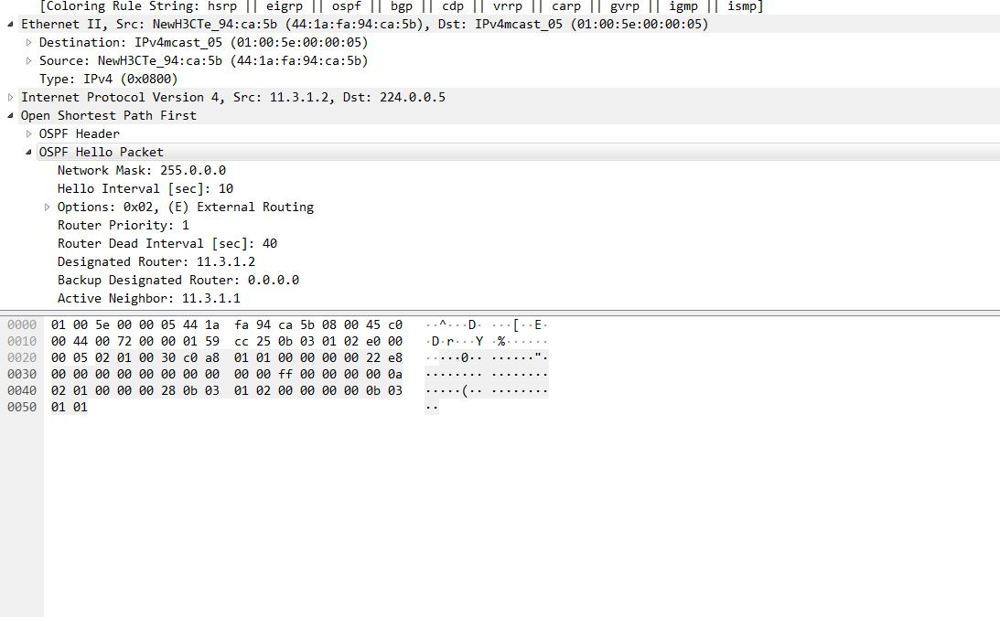 [Coloring Rule String: hsrp || eigrp || ospf || bgp || cdp || vrrp || carp || gvrp || igmp || ismp]
Ethernet II, Src: NewH3CTe_94:ca:5b (44:1a:fa:94:ca:5b), Dst: IPv4mcast_05 (01:00:5e:00:00:05)
Destination: IPv4mcast_05 (01:00:5e:00:00:05)
Source: NewH3CTe_94:ca:5b (44:1a:fa:94:ca:5b)
Type: IPv4 (0x0800)
Internet Protocol Version 4, Src: 11.3.1.2, Dst: 224.0.0.5
Open Shortest Path First
OSPF Header
OSPF Hello Packet
Network Mask: 255.0.0.0
Hello Interval [sec]: 10
Options: 0x02, (E) External Routing
Router Priority: 1
Router Dead Interval [sec]: 40
Designated Router: 11.3.1.2
Backup Designated Router: 0.0.0.0
Active Neighbor: 11.3.1.1
0000 01 00 5e 00 00 05 44 1a fa 94 ca 5b 08 00 45 c0 ··^···D· ···[··E·
0010 00 44 00 72 00 00 01 59 cc 25 0b 03 01 02 e0 00 ·D·r···Y ·%······
0020 00 05 02 01 00 30 c0 a8 01 01 00 00 00 00 22 e8 ·····0·· ······"·
0030 00 00 00 00 00 00 00 00 00 00 ff 00 00 00 00 0a ········ ········
0040 02 01 00 00 00 28 0b 03 01 02 00 00 00 00 0b 03 ·····(·· ········
0050 01 01 ··